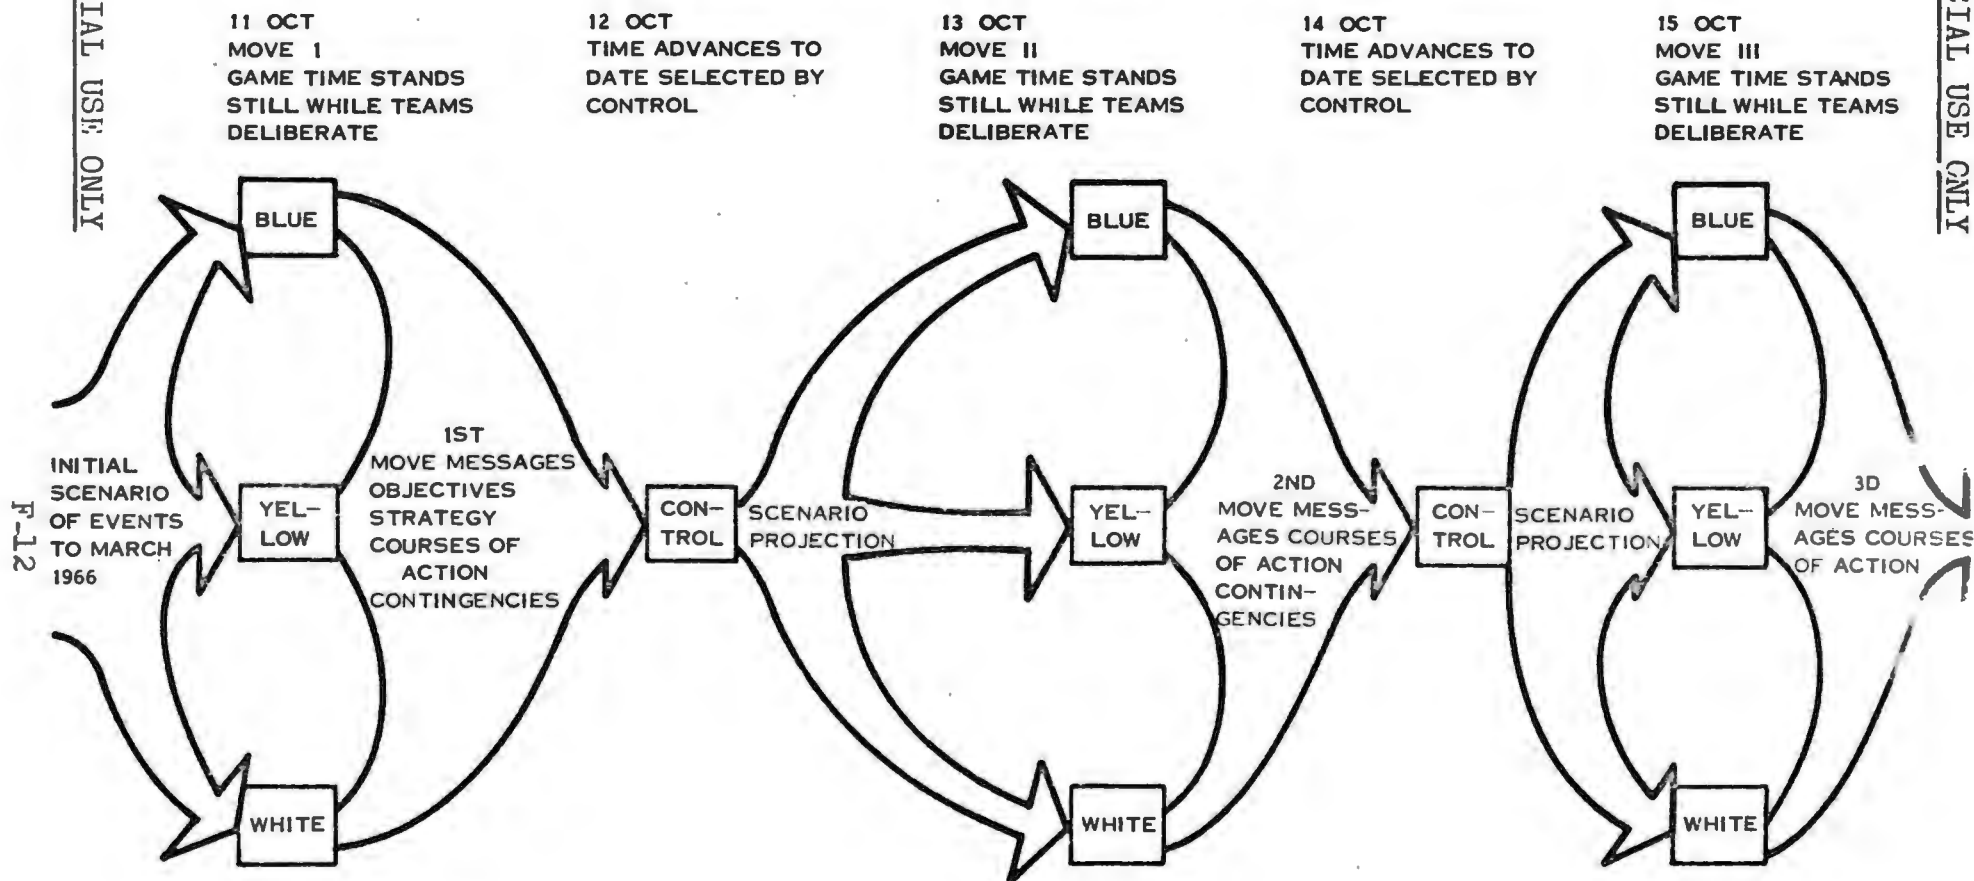 IAL USE ONLY
11 OCT
MOVE I
GAME TIME STANDS
STILL WHILE TEAMS
DELIBERATE
12 OCT
TIME ADVANCES TO
DATE SELECTED BY
CONTROL
13 OCT
MOVE II
GAME TIME STANDS
STILL WHILE TEAMS
DELIBERATE
14 OCT
TIME ADVANCES TO
DATE SELECTED BY
CONTROL
15 OCT
MOVE III
GAME TIME STANDS
STILL WHILE TEAMS
DELIBERATE
CIAL USE ONLY
BLUE
BLUE
BLUE
INITIAL
SCENARIO
OF EVENTS
TO MARCH
1966
YEL-
LOW
1ST
MOVE MESSAGES
OBJECTIVES
STRATEGY
COURSES OF
ACTION
CONTINGENCIES
CON-
TROL
SCENARIO
PROJECTION
YEL-
LOW
2ND
MOVE MESS-
AGES COURSES
OF ACTION
CONTIN-
GENCIES
CON-
TROL
SCENARIO
PROJECTION
YEL-
LOW
3D
MOVE MESS-
AGES COURSES
OF ACTION
WHITE
WHITE
WHITE
F-12